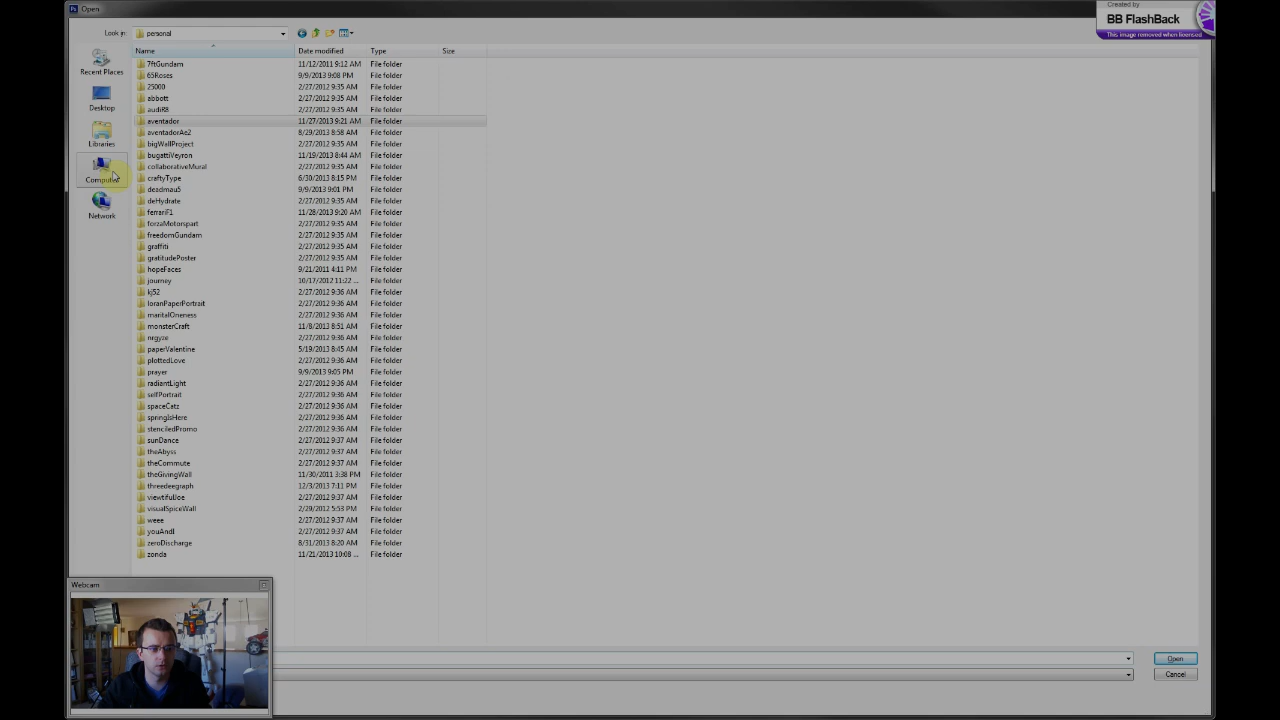 Open
Created by
BB FlashBack
This image removed when licensed
Look in:
personal
Name
Date modified
Type
Size
Recent Places
Desktop
Libraries
Computer
Network
7ftGundam 11/12/2011 9:12 AM File folder
65Roses 9/9/2013 9:08 PM File folder
25000 2/27/2012 9:35 AM File folder
abbott 2/27/2012 9:35 AM File folder
audiR8 2/27/2012 9:35 AM File folder
aventador 11/27/2013 9:21 AM File folder
aventadorAe2 8/29/2013 8:58 AM File folder
bigWallProject 2/27/2012 9:35 AM File folder
bugattiVeyron 11/19/2013 8:44 AM File folder
collaborativeMural 2/27/2012 9:35 AM File folder
craftyType 6/30/2013 8:15 PM File folder
deadmau5 9/9/2013 9:01 PM File folder
deHydrate 2/27/2012 9:35 AM File folder
ferrariF1 11/28/2013 9:20 AM File folder
forzaMotorspart 2/27/2012 9:35 AM File folder
freedomGundam 2/27/2012 9:35 AM File folder
graffiti 2/27/2012 9:35 AM File folder
gratitudePoster 2/27/2012 9:35 AM File folder
hopeFaces 9/21/2011 4:11 PM File folder
journey 10/17/2012 11:22 ... File folder
kj52 2/27/2012 9:36 AM File folder
loranPaperPortrait 2/27/2012 9:36 AM File folder
maritalOneness 2/27/2012 9:36 AM File folder
monsterCraft 11/8/2013 8:51 AM File folder
nrgyze 2/27/2012 9:36 AM File folder
paperValentine 5/19/2013 8:45 AM File folder
plottedLove 2/27/2012 9:36 AM File folder
prayer 9/9/2013 9:05 PM File folder
radiantLight 2/27/2012 9:36 AM File folder
selfPortrait 2/27/2012 9:36 AM File folder
spaceCatz 2/27/2012 9:36 AM File folder
springIsHere 2/27/2012 9:36 AM File folder
stenciledPromo 2/27/2012 9:36 AM File folder
sunDance 2/27/2012 9:37 AM File folder
theAbyss 2/27/2012 9:37 AM File folder
theCommute 2/27/2012 9:37 AM File folder
theGivingWall 11/30/2011 3:38 PM File folder
threedeegraph 12/3/2013 7:11 PM File folder
viewtifulJoe 2/27/2012 9:37 AM File folder
visualSpiceWall 2/29/2012 5:53 PM File folder
weee 2/27/2012 9:37 AM File folder
youAndI 2/27/2012 9:37 AM File folder
zeroDischarge 8/31/2013 8:20 AM File folder
zonda 11/21/2013 10:08 ... File folder
Webcam
Open
Cancel